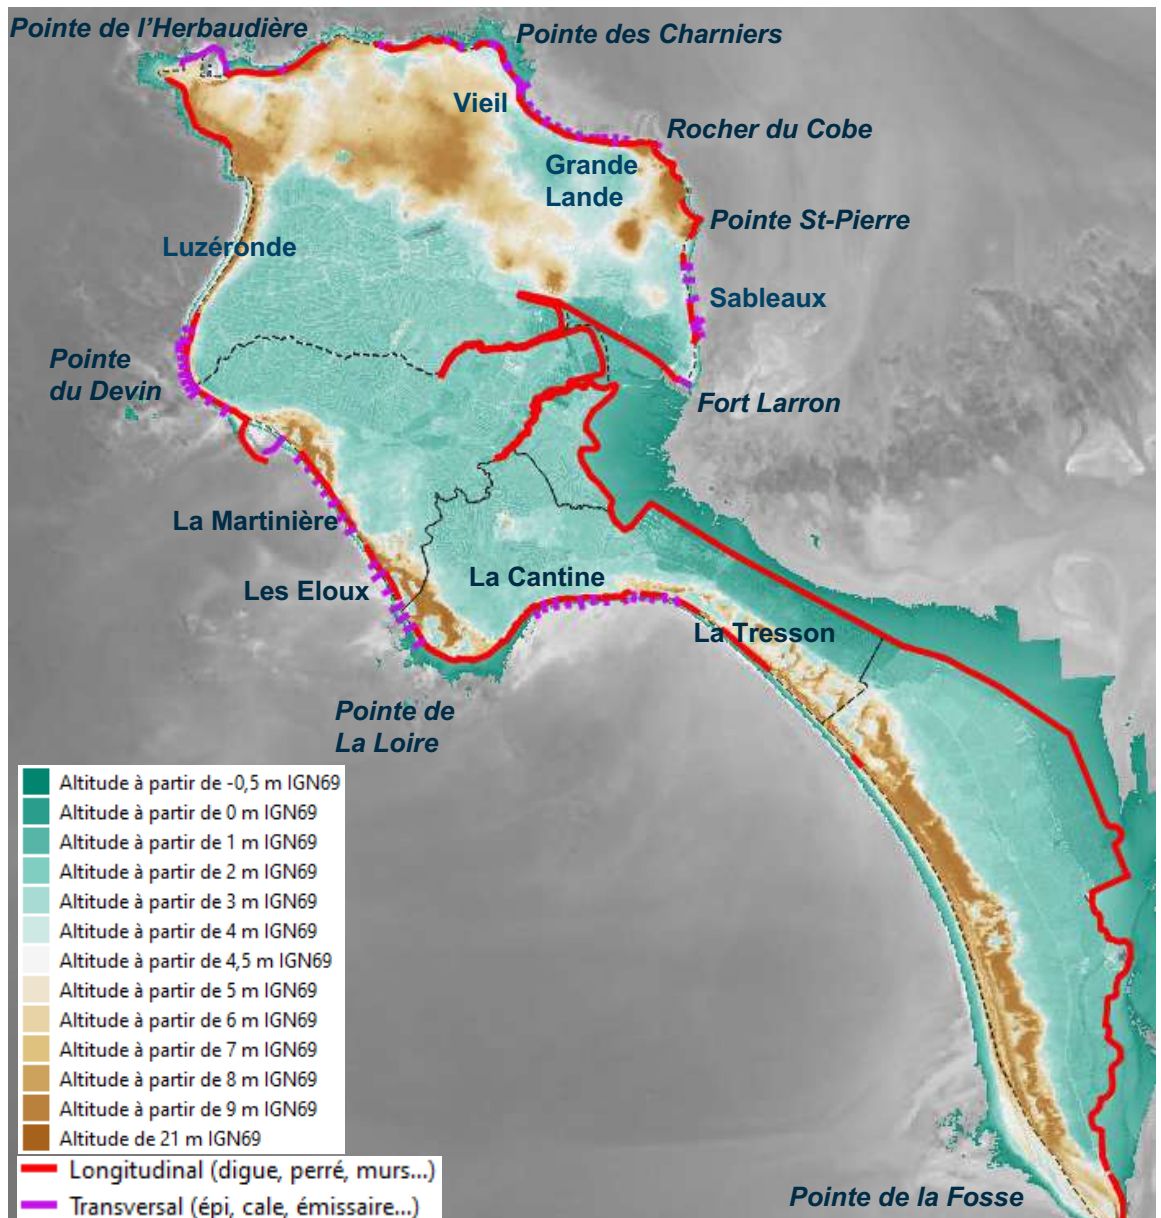 Pointe de l’Herbaudière
Pointe des Charniers
Vieil
Rocher du Cobe
Grande
Lande
Pointe St-Pierre
Luzéronde
Sableaux
Pointe
du Devin
Fort Larron
La Martinière
La Cantine
Les Eloux
La Tresson
Pointe de
La Loire
Altitude à partir de -0,5 m IGN69
Altitude à partir de 0 m IGN69
Altitude à partir de 1 m IGN69
Altitude à partir de 2 m IGN69
Altitude à partir de 3 m IGN69
Altitude à partir de 4 m IGN69
Altitude à partir de 4,5 m IGN69
Altitude à partir de 5 m IGN69
Altitude à partir de 6 m IGN69
Altitude à partir de 7 m IGN69
Altitude à partir de 8 m IGN69
Altitude à partir de 9 m IGN69
Altitude de 21 m IGN69
Longitudinal (digue, perré, murs...)
Transversal (épi, cale, émissaire...)
Pointe de la Fosse